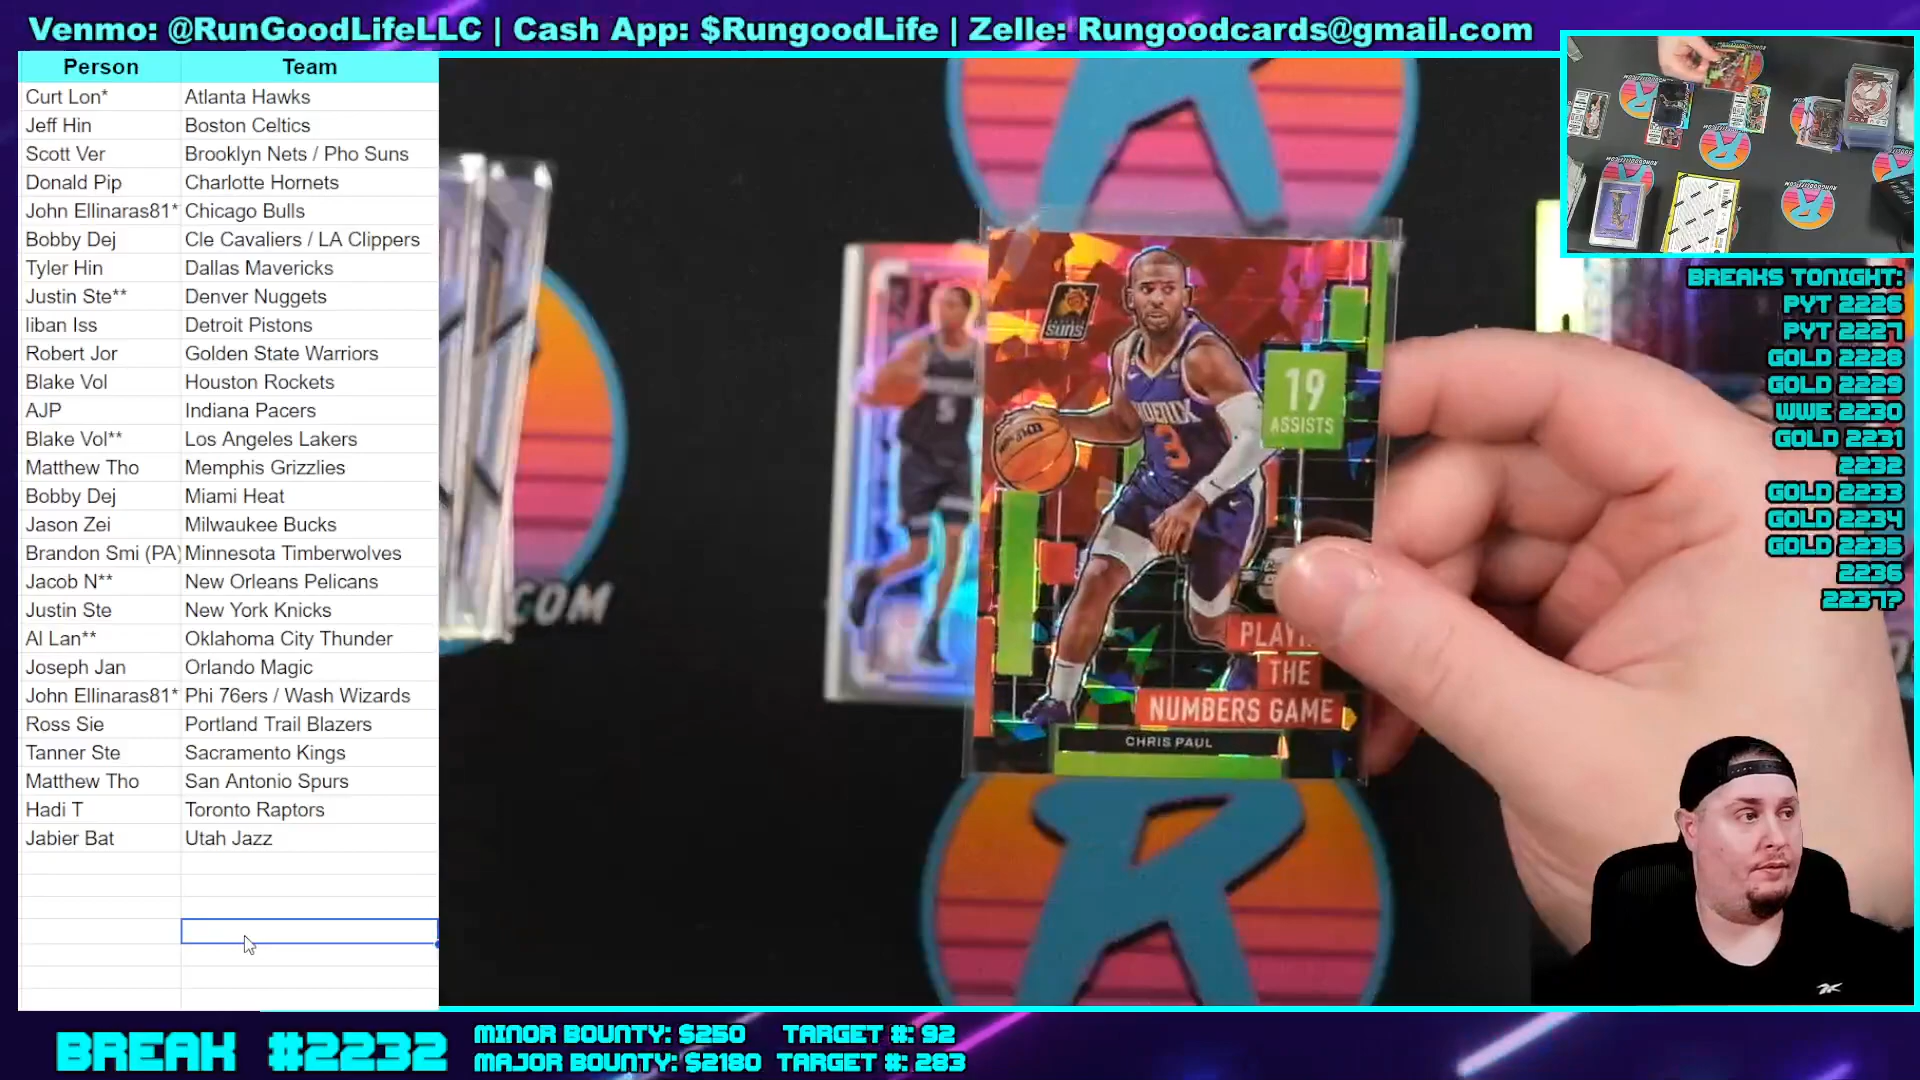 Venmo: @RunGoodLifeLLC | Cash App: $RungoodLife | Zelle: Rungoodcards@gmail.com
Person Team
Curt Lon* Atlanta Hawks
Jeff Hin Boston Celtics
Scott Ver Brooklyn Nets / Pho Suns
Donald Pip Charlotte Hornets
John Ellinaras81* Chicago Bulls
Bobby Dej Cle Cavaliers / LA Clippers
Tyler Hin Dallas Mavericks
Justin Ste** Denver Nuggets
liban Iss Detroit Pistons
Robert Jor Golden State Warriors
Blake Vol Houston Rockets
AJP Indiana Pacers
Blake Vol** Los Angeles Lakers
Matthew Tho Memphis Grizzlies
Bobby Dej Miami Heat
Jason Zei Milwaukee Bucks
Brandon Smi (PA) Minnesota Timberwolves
Jacob N** New Orleans Pelicans
Justin Ste New York Knicks
Al Lan** Oklahoma City Thunder
Joseph Jan Orlando Magic
John Ellinaras81* Phi 76ers / Wash Wizards
Ross Sie Portland Trail Blazers
Tanner Ste Sacramento Kings
Matthew Tho San Antonio Spurs
Hadi T Toronto Raptors
Jabier Bat Utah Jazz
.COM
5
SUNS
PHOENIX
3
19
ASSISTS
THE
NUMBERS GAME
CHRIS PAUL
R
BREAKS TONIGHT:
PYT 2226
PYT 2227
GOLD 2228
GOLD 2229
WWE 2230
GOLD 2231
2232
GOLD 2233
GOLD 2234
GOLD 2235
2236
2237?
BREAK #2232
MINOR BOUNTY: $250 TARGET #: 92
MAJOR BOUNTY: $2180 TARGET #: 283